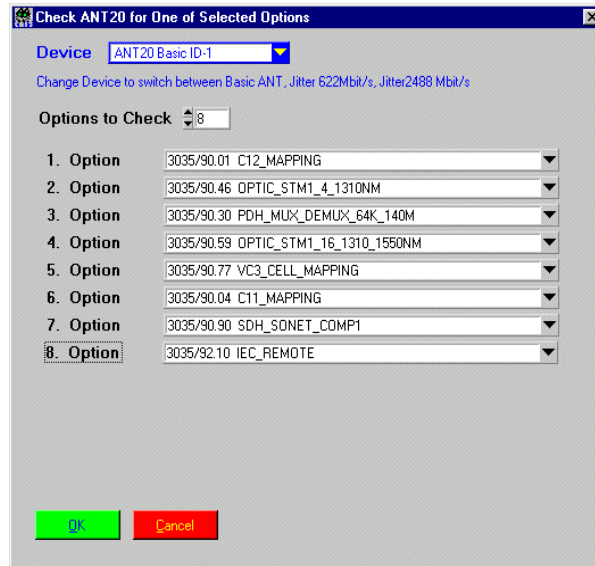 Check ANT20 for One of Selected Options
Device ANT20 Basic ID-1
Change Device to switch between Basic ANT, Jitter 622Mbit/s, Jitter2488 Mbit/s
Options to Check 8
1. Option 3035/90.01 C12_MAPPING
2. Option 3035/90.46 OPTIC_STM1_4_1310NM
3. Option 3035/90.30 PDH_MUX_DEMUX_64K_140M
4. Option 3035/90.59 OPTIC_STM1_16_1310_1550NM
5. Option 3035/90.77 VC3_CELL_MAPPING
6. Option 3035/90.04 C11_MAPPING
7. Option 3035/90.90 SDH_SONET_COMP1
8. Option 3035/92.10 IEC_REMOTE
OK Cancel